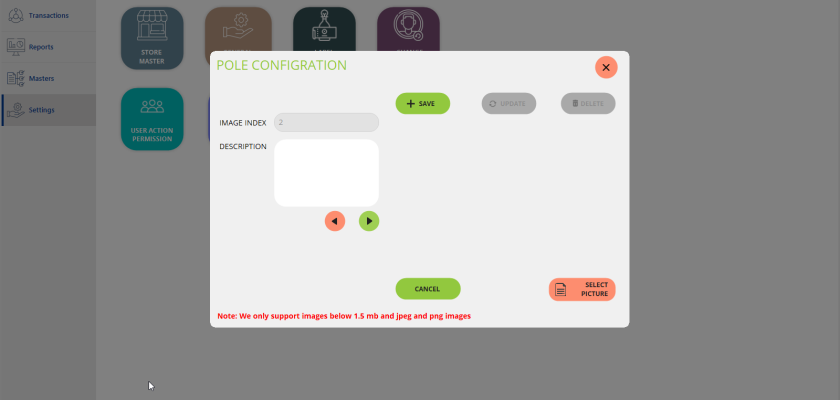 Transactions
Reports
Masters
Settings
STORE
MASTER
USER ACTION
PERMISSION
POLE CONFIGRATION
SAVE
UPDATE
DELETE
IMAGE INDEX
2
DESCRIPTION
CANCEL
SELECT
PICTURE
Note: We only support images below 1.5 mb and jpeg and png images